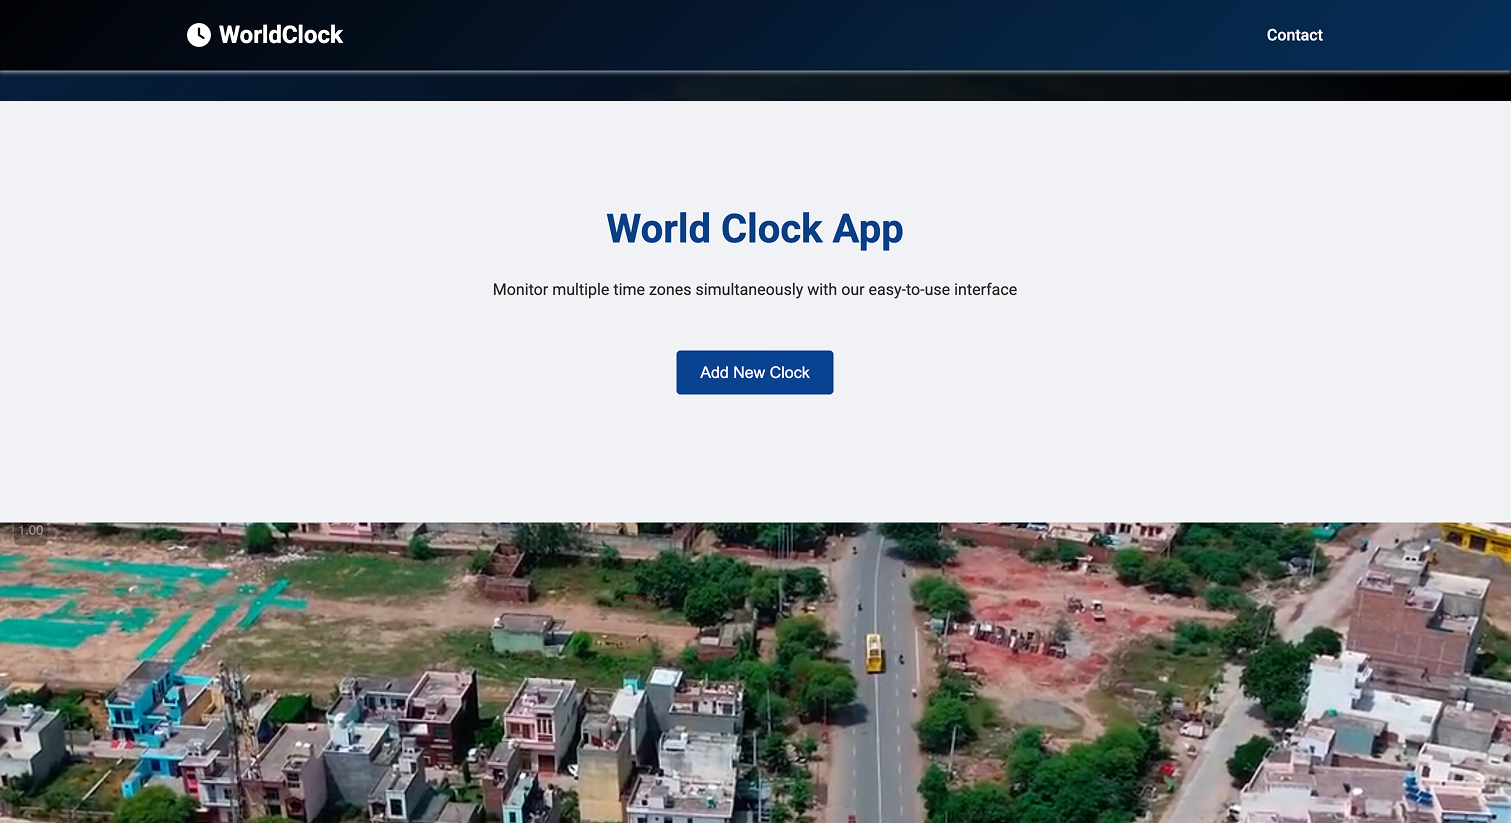 WorldClock
Contact
World Clock App
Monitor multiple time zones simultaneously with our easy-to-use interface
Add New Clock
1.00